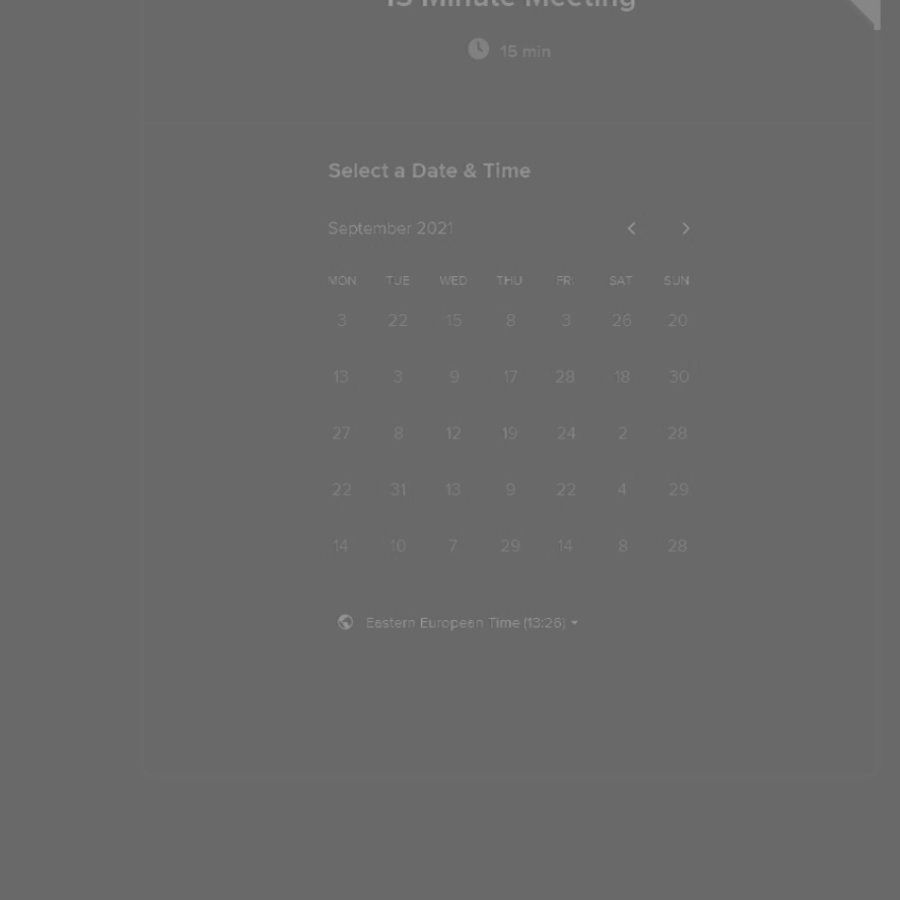 15 Minute Meeting
15 min
Select a Date & Time
September 2021
MON TUE WED THU FRI SAT SUN
3 22 15 8 3 26 20
13 3 9 17 28 18 30
27 8 12 19 24 2 28
22 31 13 9 22 4 29
14 10 7 29 14 8 28
Eastern European Time (13:26)